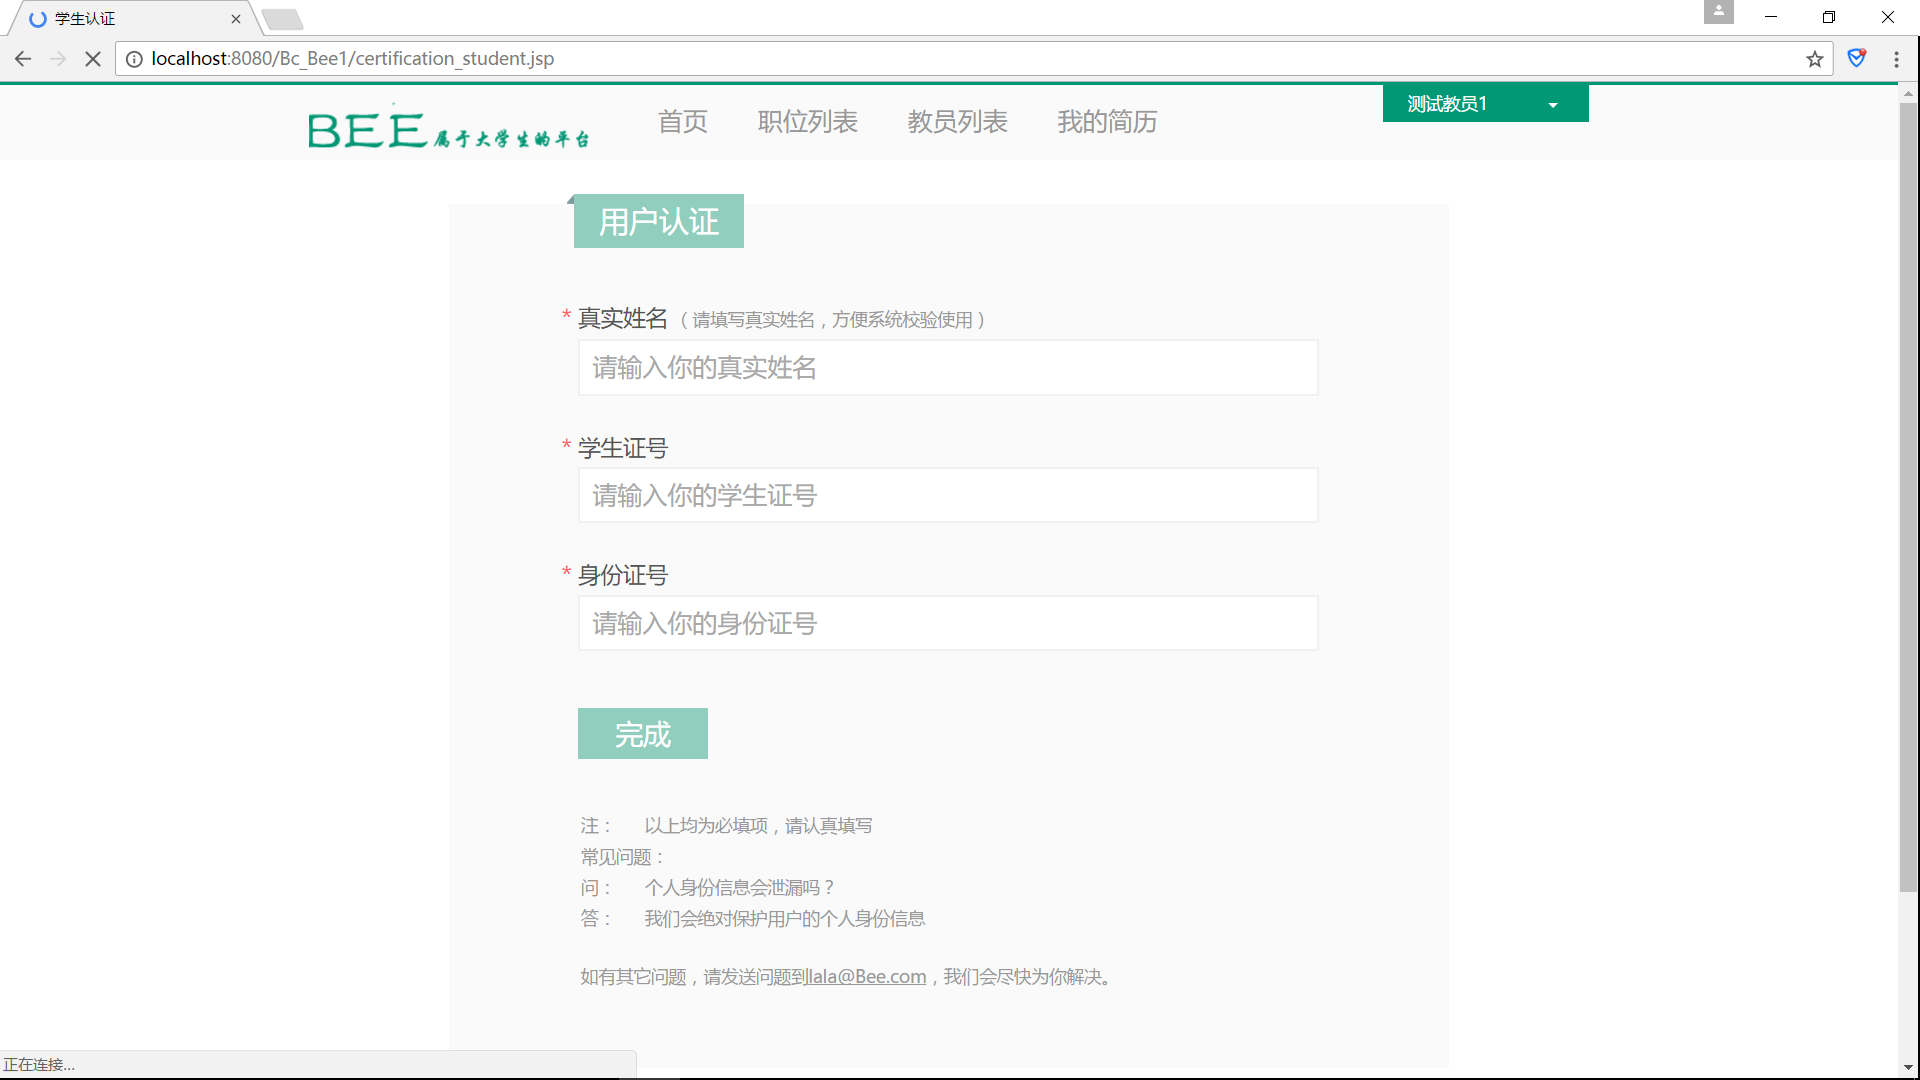 学生认证
localhost:8080/Bc_Bee1/certification_student.jsp
BEE 属于大学生的平台
首页 职位列表 教员列表 我的简历
测试教员1
用户认证
* 真实姓名 （请填写真实姓名，方便系统校验使用）
请输入你的真实姓名
* 学生证号
请输入你的学生证号
* 身份证号
请输入你的身份证号
完成
注： 以上均为必填项，请认真填写
常见问题：
问： 个人身份信息会泄漏吗？
答： 我们会绝对保护用户的个人身份信息
如有其它问题，请发送问题到lala@Bee.com，我们会尽快为你解决。
正在连接...